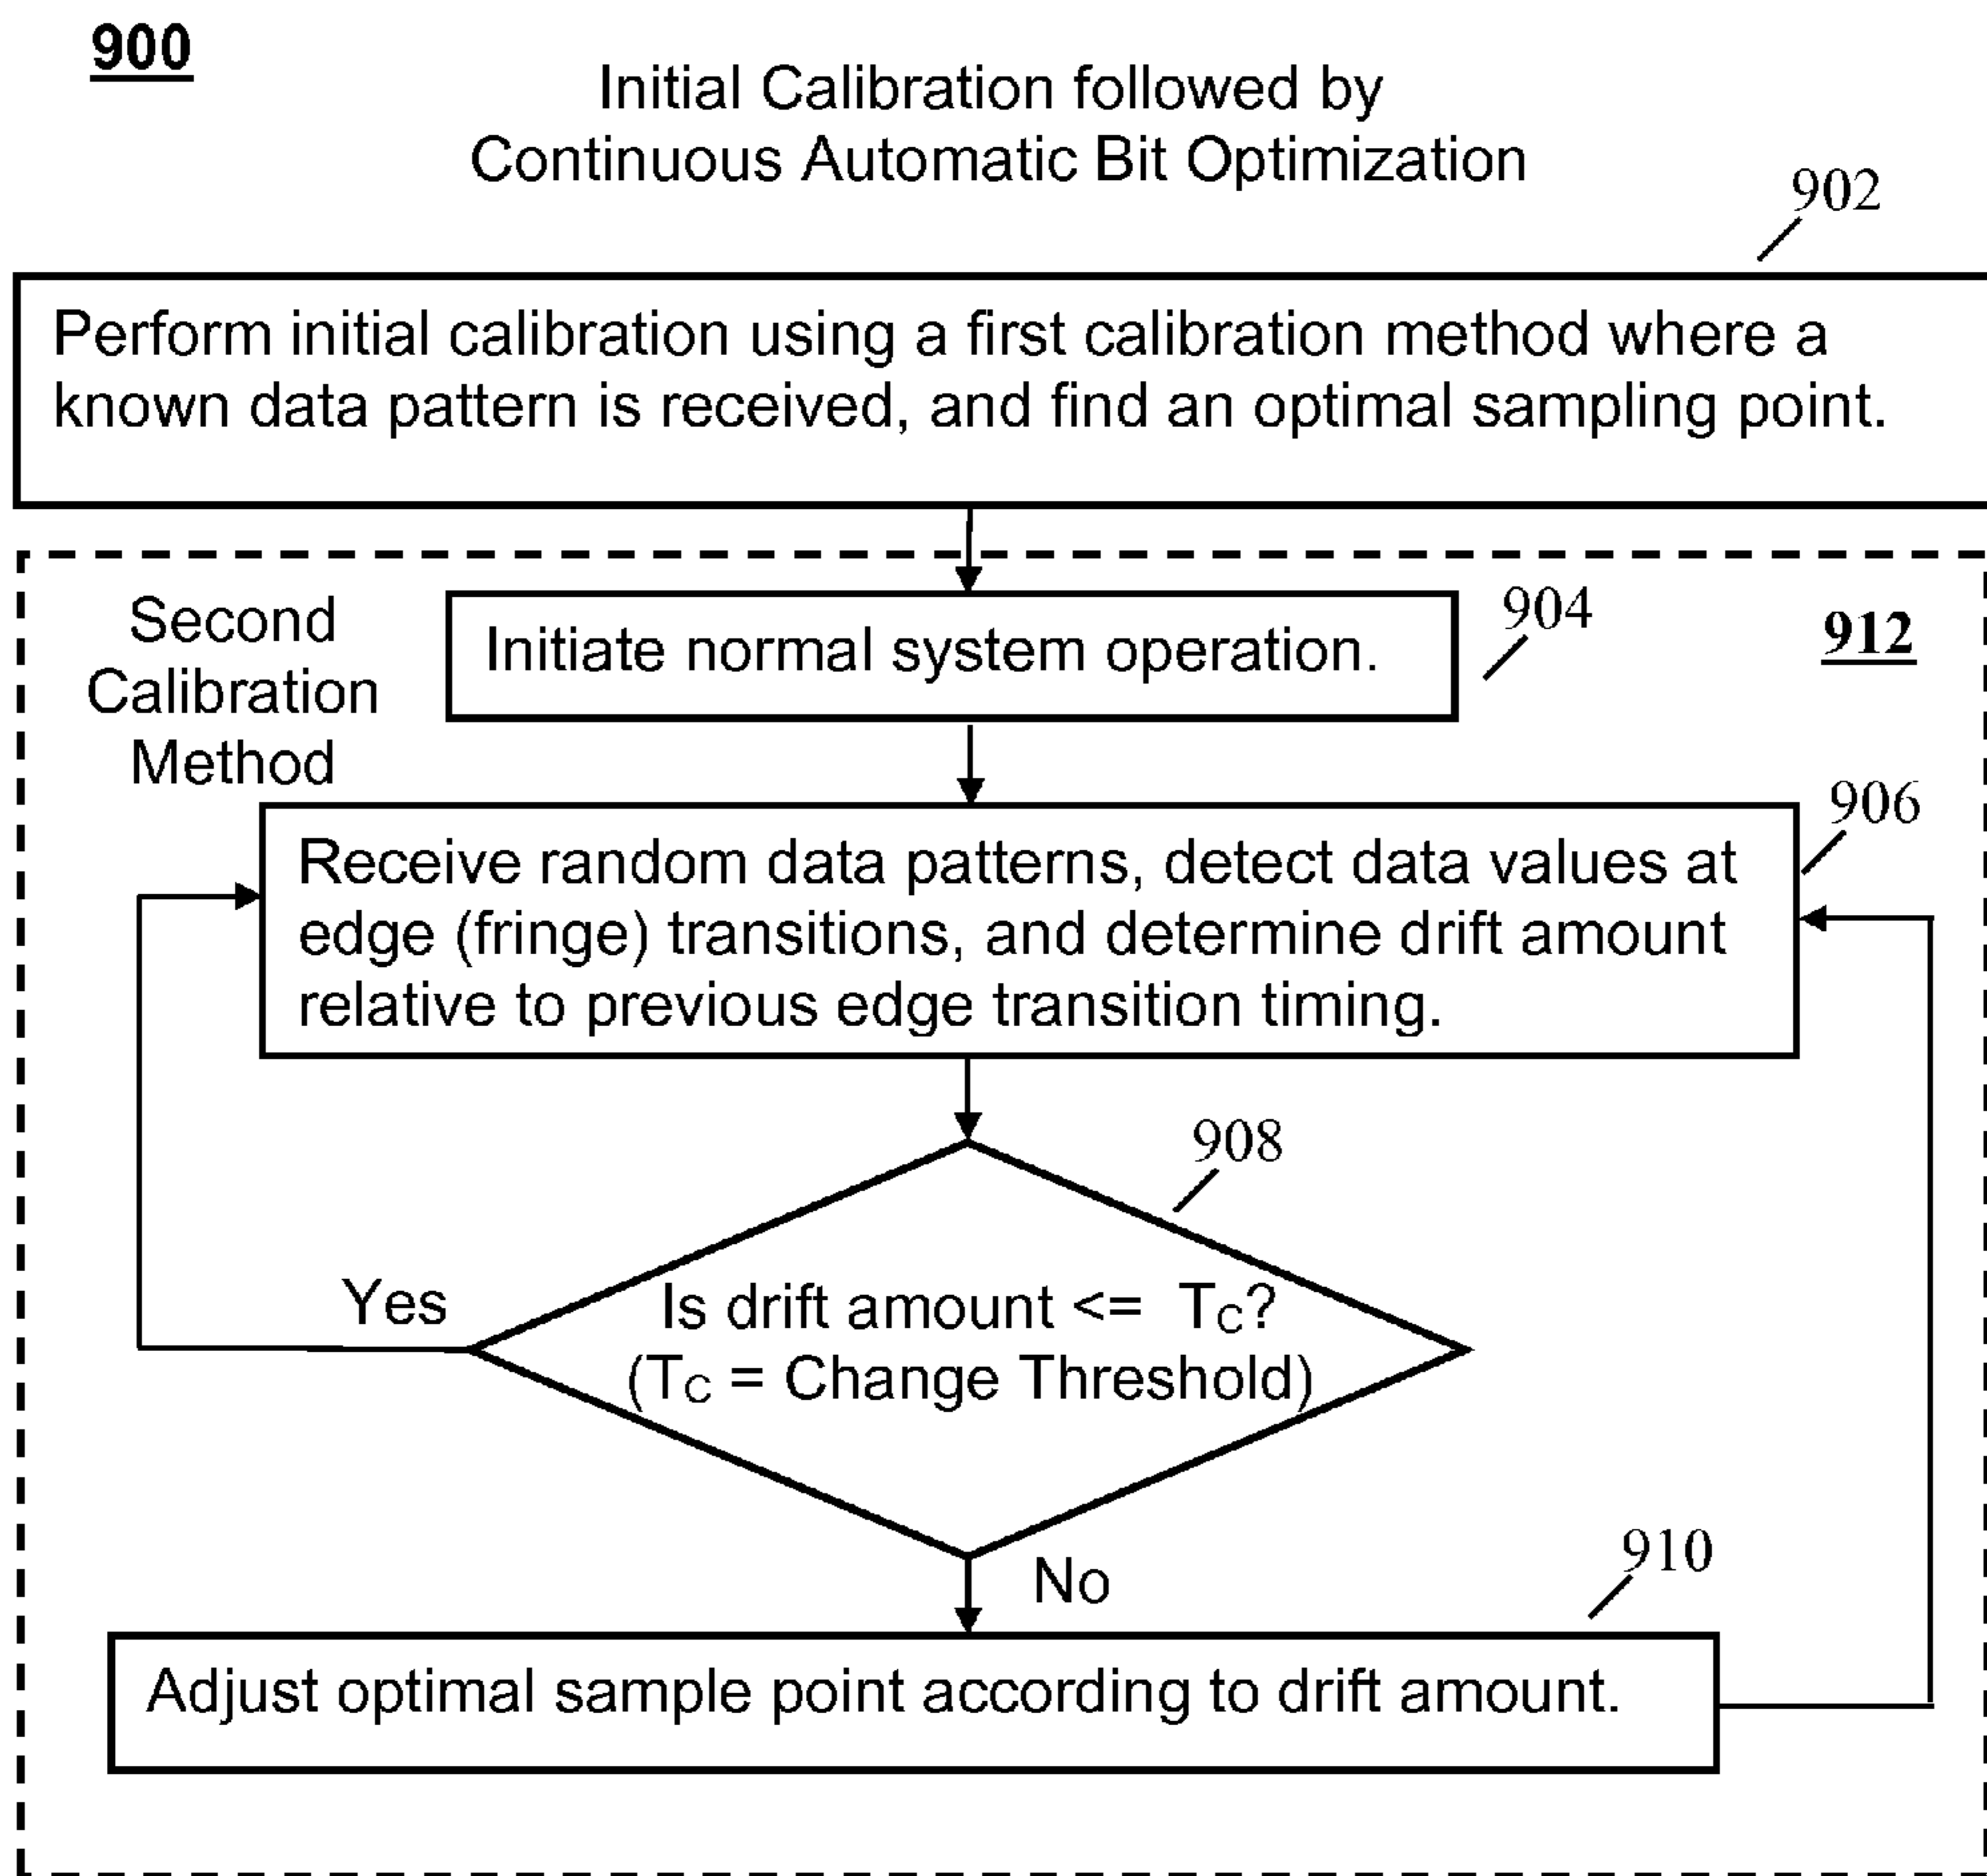 900
Initial Calibration followed by
Continuous Automatic Bit Optimization
902
Perform initial calibration using a first calibration method where a
known data pattern is received, and find an optimal sampling point.
Second
Calibration
Method
Initiate normal system operation.
904
912
906
Receive random data patterns, detect data values at
edge (fringe) transitions, and determine drift amount
relative to previous edge transition timing.
908
Yes
Is drift amount <= TC?
(TC = Change Threshold)
No
910
Adjust optimal sample point according to drift amount.